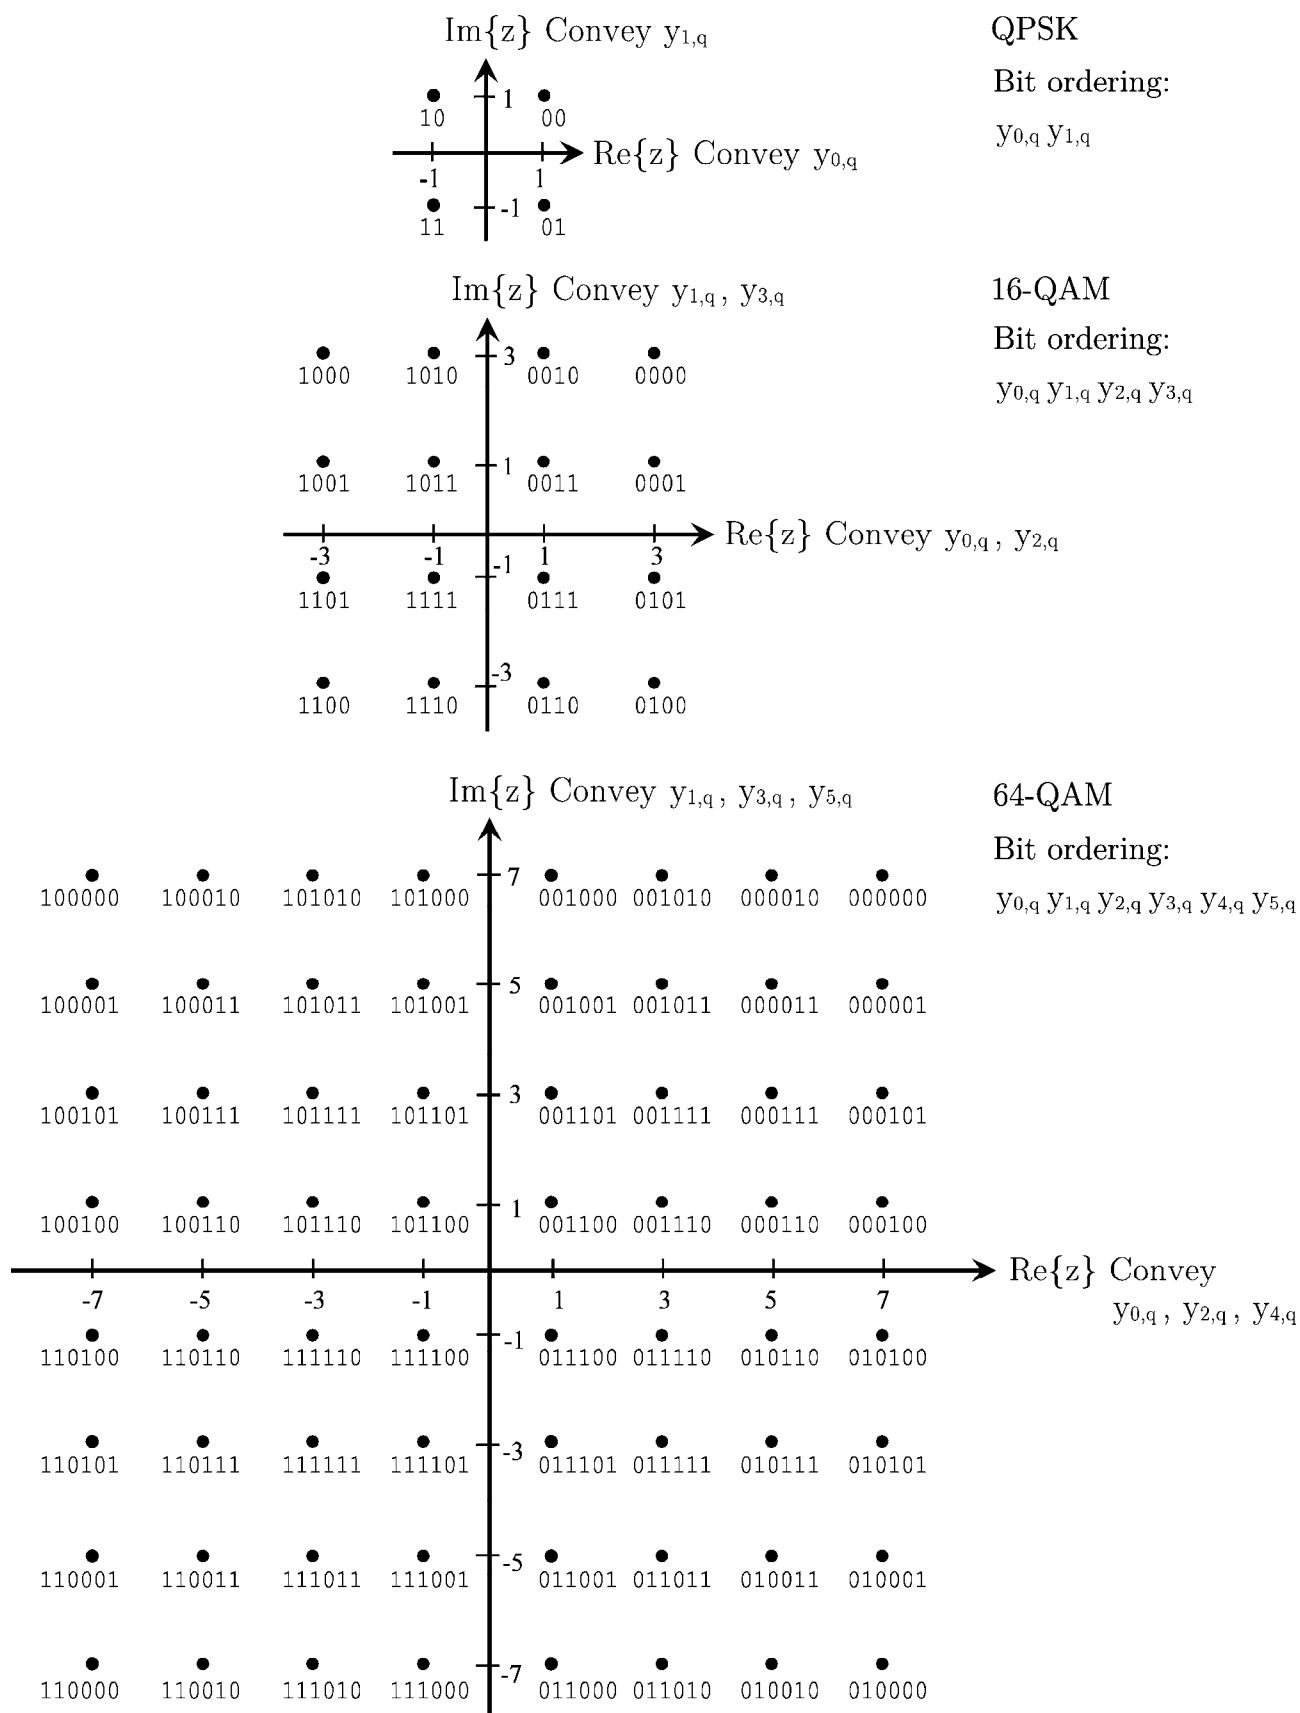 Im{z} Convey y1,q
QPSK
Bit ordering:
y0,q y1,q
1
10 00
Re{z} Convey y0,q
-1 1
-1
11 01
Im{z} Convey y1,q , y3,q
16-QAM
Bit ordering:
y0,q y1,q y2,q y3,q
3
1000 1010 0010 0000
1
1001 1011 0011 0001
Re{z} Convey y0,q , y2,q
-3 -1 1 3
-1
1101 1111 0111 0101
-3
1100 1110 0110 0100
Im{z} Convey y1,q , y3,q , y5,q
64-QAM
Bit ordering:
y0,q y1,q y2,q y3,q y4,q y5,q
7
100000 100010 101010 101000 001000 001010 000010 000000
5
100001 100011 101011 101001 001001 001011 000011 000001
3
100101 100111 101111 101101 001101 001111 000111 000101
1
100100 100110 101110 101100 001100 001110 000110 000100
Re{z} Convey
y0,q , y2,q , y4,q
-7 -5 -3 -1 1 3 5 7
-1
110100 110110 111110 111100 011100 011110 010110 010100
-3
110101 110111 111111 111101 011101 011111 010111 010101
-5
110001 110011 111011 111001 011001 011011 010011 010001
-7
110000 110010 111010 111000 011000 011010 010010 010000